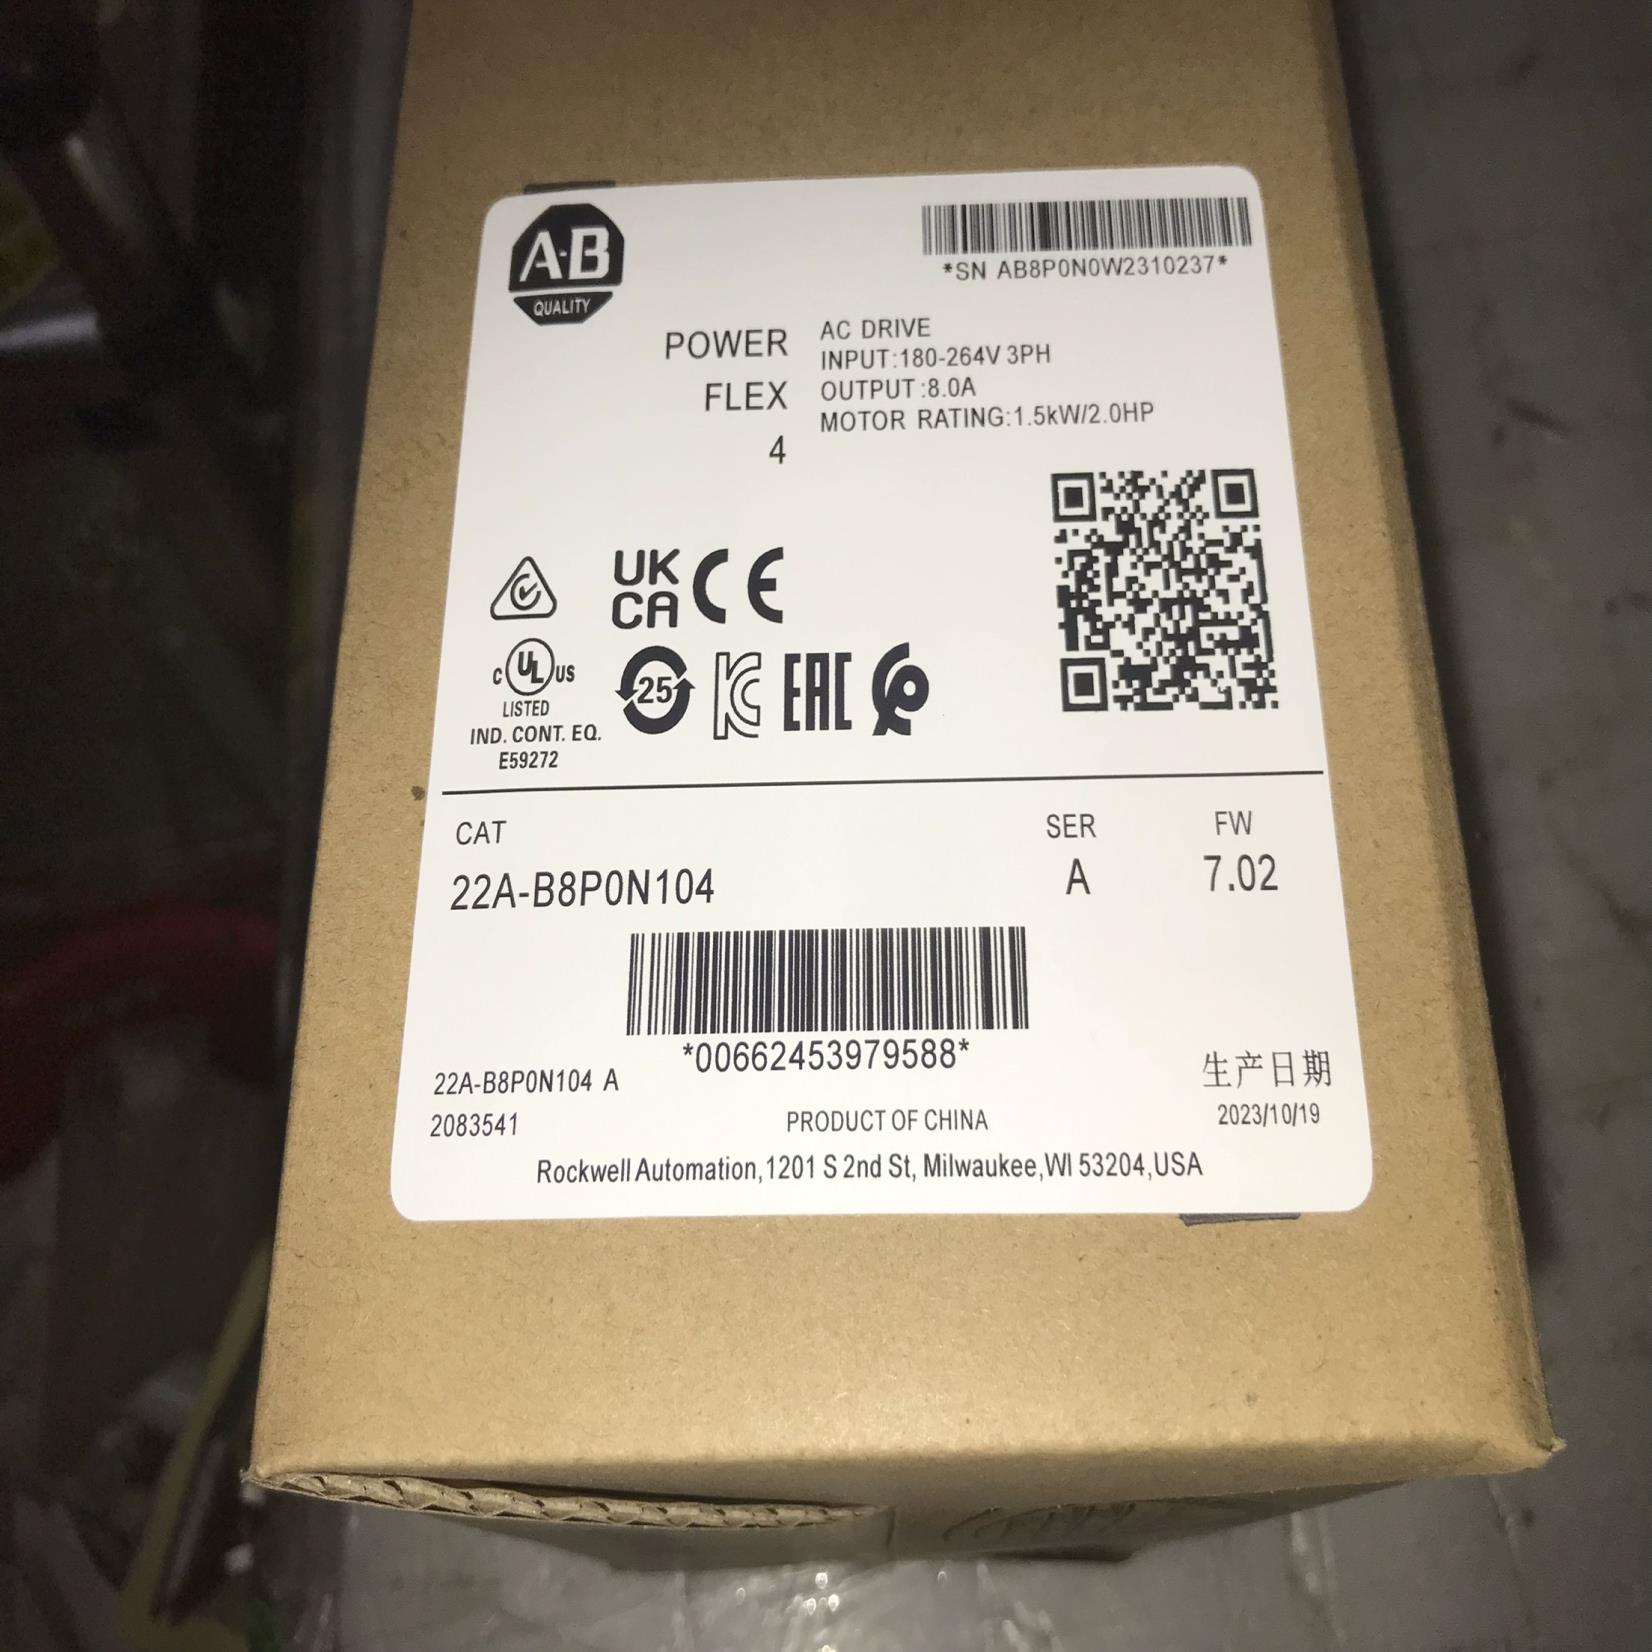 A-B
QUALITY
*SN AB8P0N0W2310237*
POWER
FLEX
4
AC DRIVE
INPUT:180-264V 3PH
OUTPUT:8.0A
MOTOR RATING:1.5kW/2.0HP
UK
CA
CE
C UL US
LISTED
IND. CONT. EQ.
E59272
25
KC
EAC
CAT
SER
FW
22A-B8P0N104
A
7.02
*00662453979588*
22A-B8P0N104 A
2083541
PRODUCT OF CHINA
生产日期
2023/10/19
Rockwell Automation,1201 S 2nd St, Milwaukee,WI 53204,USA